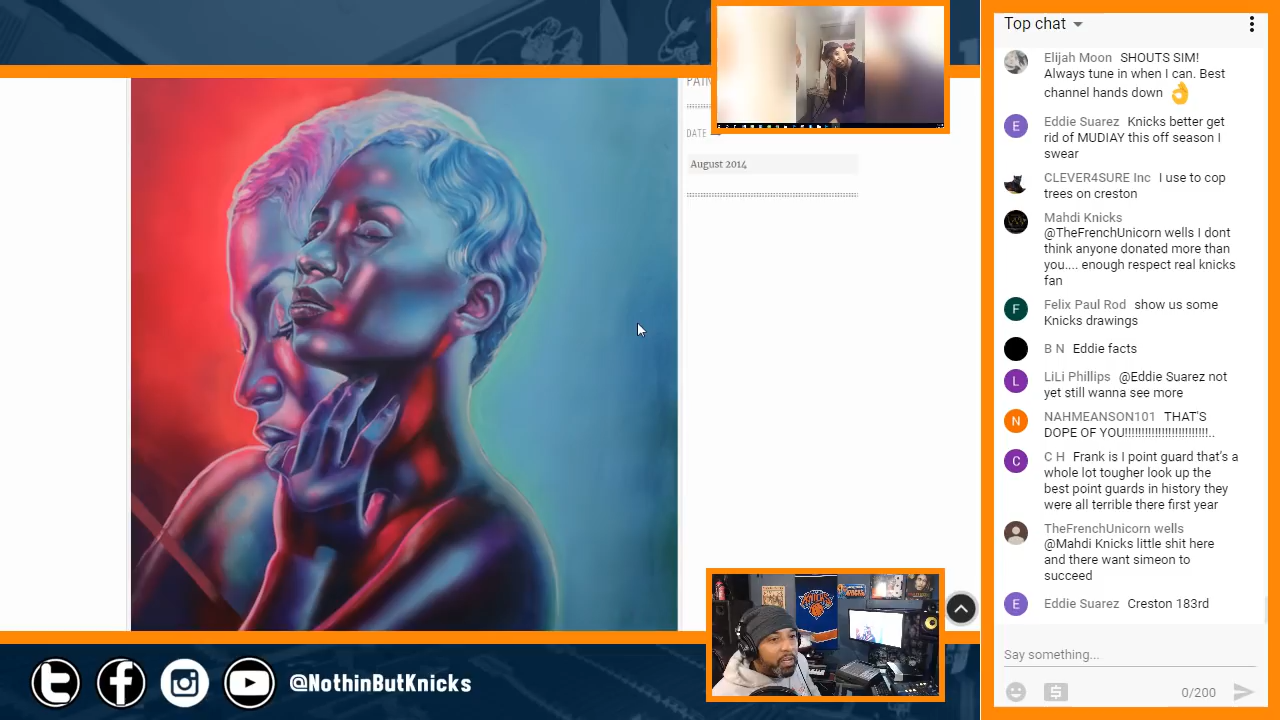 PAIN
DATE
August 2014
Top chat
Elijah Moon SHOUTS SIM!
Always tune in when I can. Best
channel hands down 👌
Eddie Suarez Knicks better get
rid of MUDIAY this off season I
swear
CLEVER4SURE Inc I use to cop
trees on creston
Mahdi Knicks
@TheFrenchUnicorn wells I dont
think anyone donated more than
you.... enough respect real knicks
fan
Felix Paul Rod show us some
Knicks drawings
B N Eddie facts
LiLi Phillips @Eddie Suarez not
yet still wanna see more
NAHMEANSON101 THAT'S
DOPE OF YOU!!!!!!!!!!!!!!!!!!!!!!!!!..
C H Frank is I point guard that's a
whole lot tougher look up the
best point guards in history they
were all terrible there first year
TheFrenchUnicorn wells
@Mahdi Knicks little shit here
and there want simeon to
succeed
Eddie Suarez Creston 183rd
Say something...
0/200
KNICKS
@NothinButKnicks